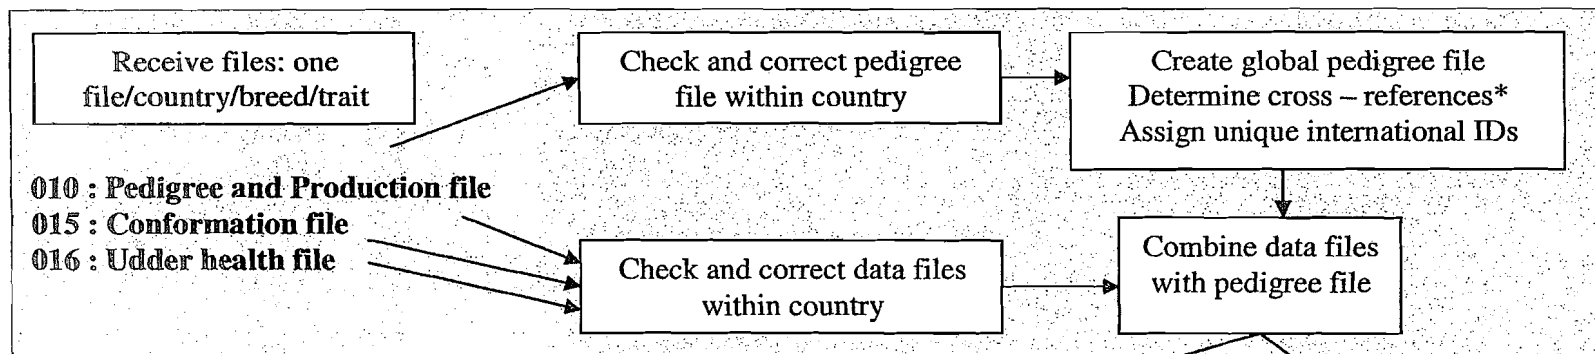 Receive files: one
file/country/breed/trait
Check and correct pedigree
file within country
Create global pedigree file
Determine cross – references*
Assign unique international IDs
010 : Pedigree and Production file
015 : Conformation file
016 : Udder health file
Check and correct data files
within country
Combine data files
with pedigree file